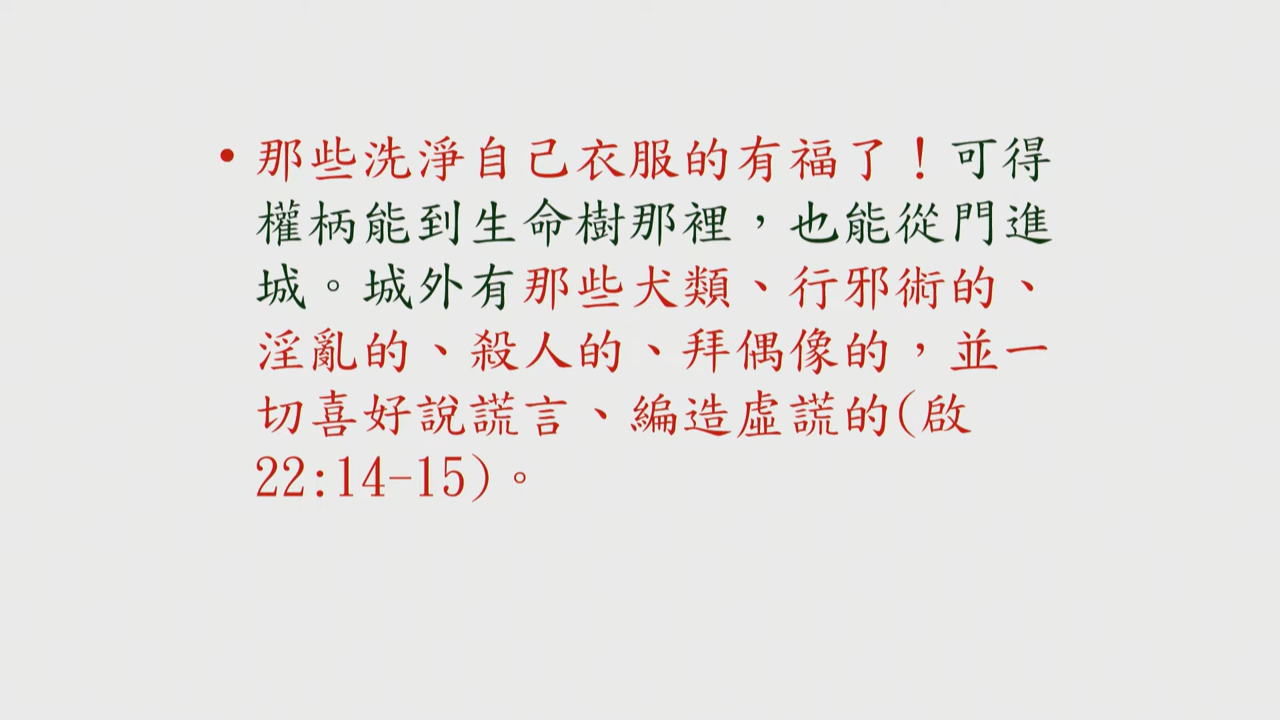 • 那些洗淨自己衣服的有福了！可得
權柄能到生命樹那裡，也能從門進
城。城外有那些犬類、行邪術的、
淫亂的、殺人的、拜偶像的，並一
切喜好說謊言、編造虛謊的(啟
22:14-15)。